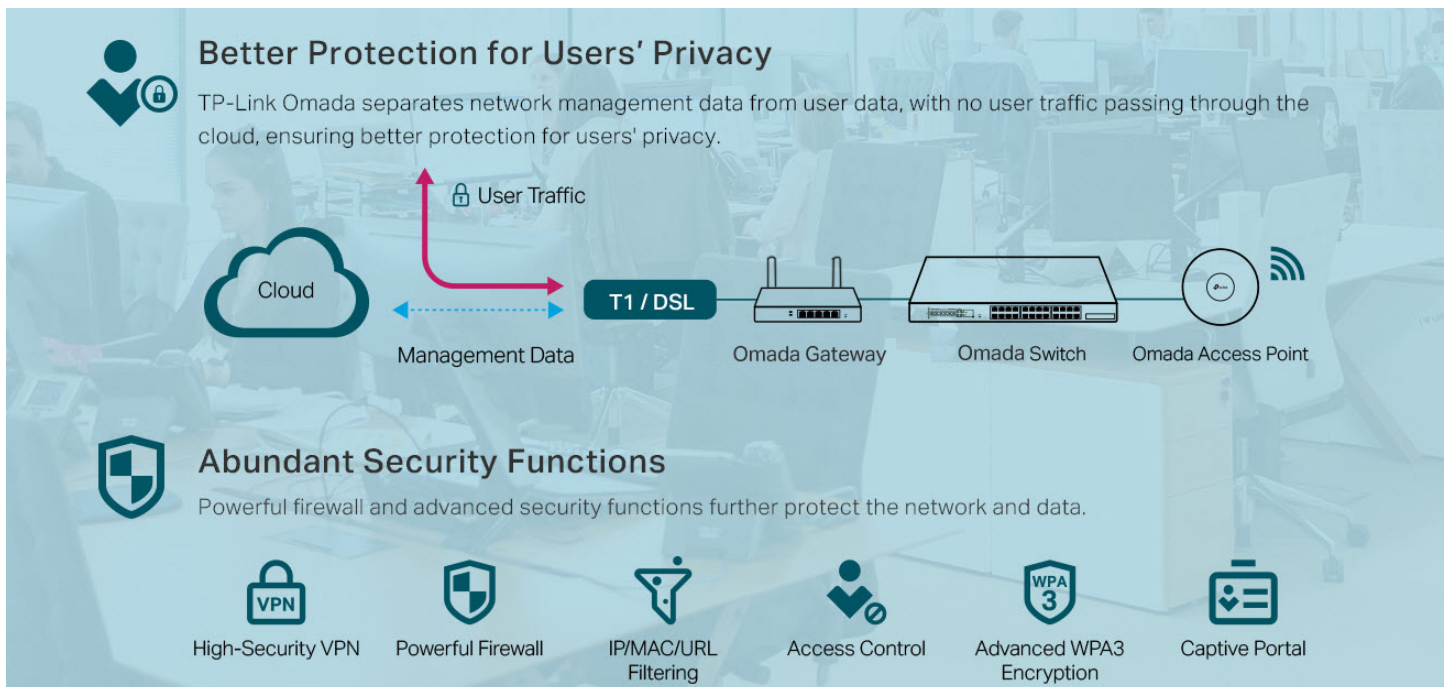 Better Protection for Users' Privacy
TP-Link Omada separates network management data from user data, with no user traffic passing through the
cloud, ensuring better protection for users' privacy.
User Traffic
Cloud
T1 / DSL
Management Data
Omada Gateway
Omada Switch
Omada Access Point
Abundant Security Functions
Powerful firewall and advanced security functions further protect the network and data.
VPN
WPA
3
High-Security VPN
Powerful Firewall
IP/MAC/URL
Filtering
Access Control
Advanced WPA3
Encryption
Captive Portal